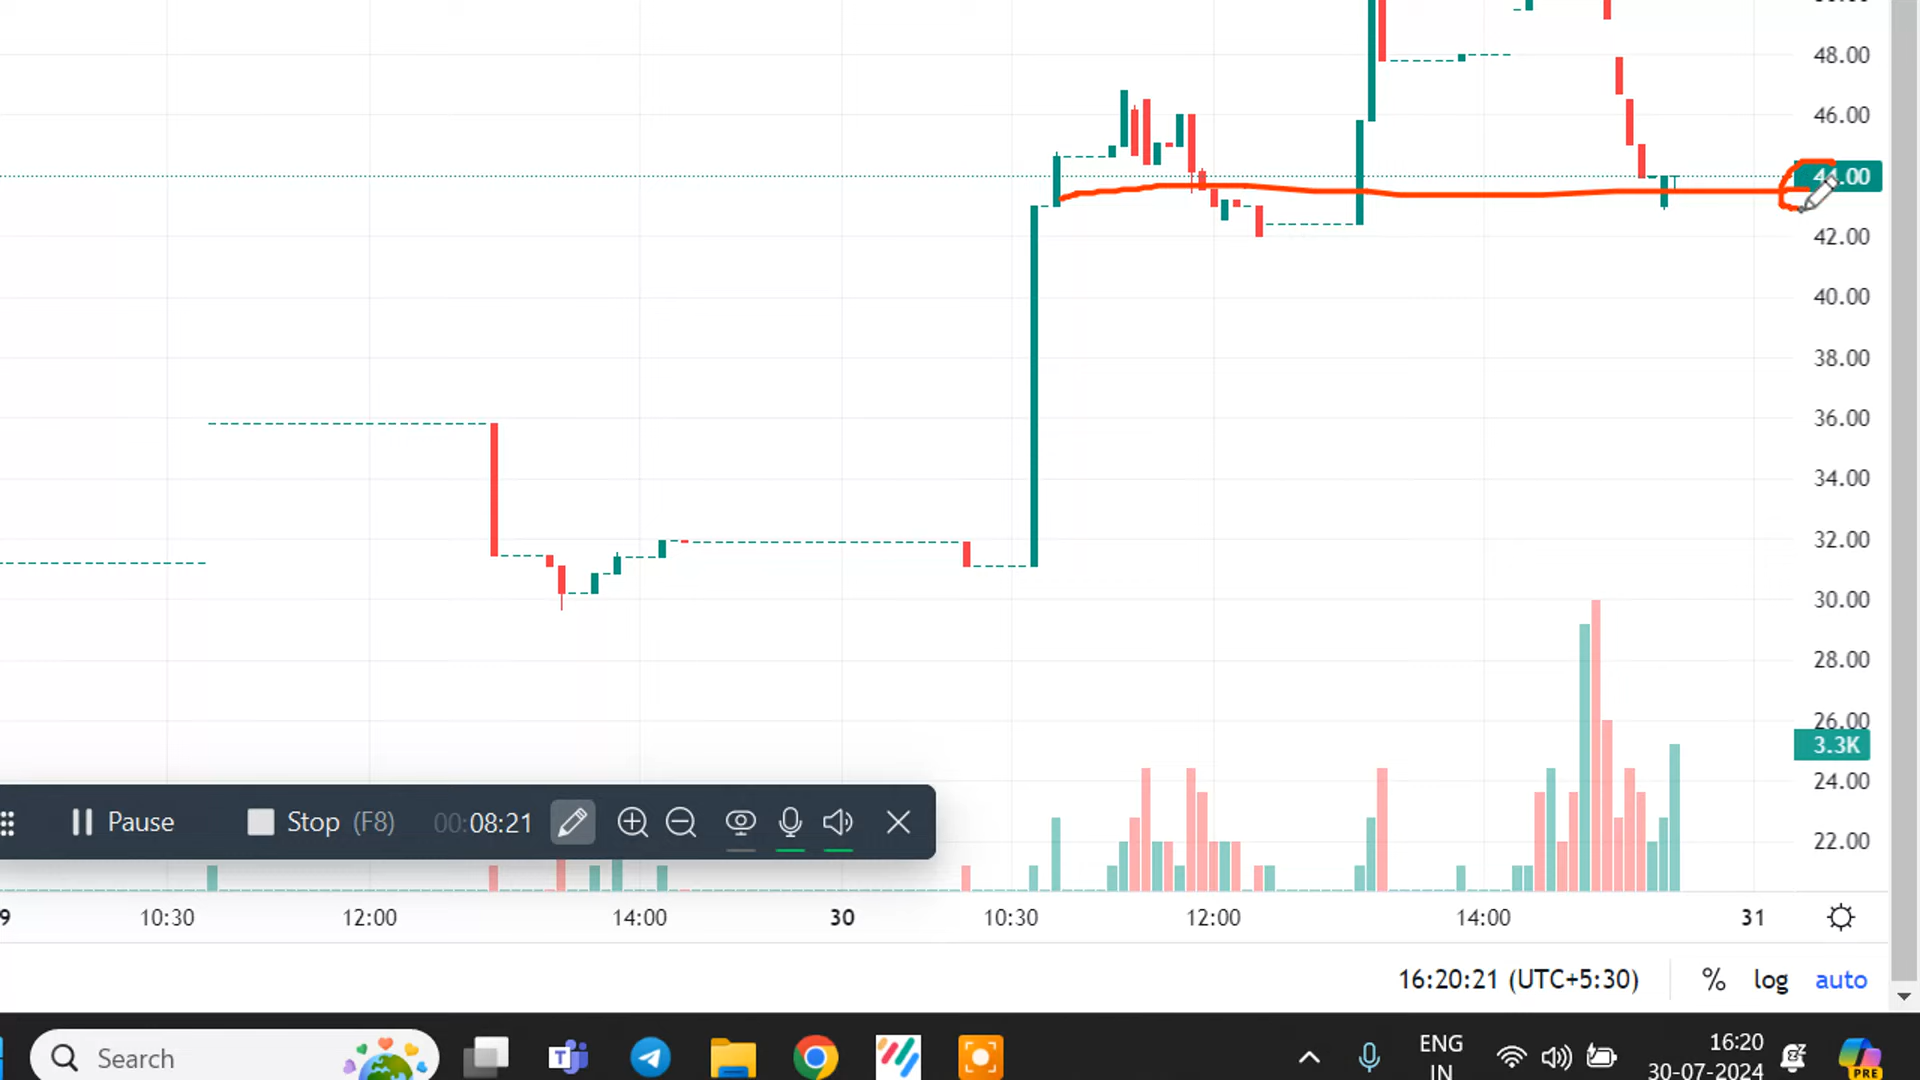 48.00
46.00
44.00
42.00
40.00
38.00
36.00
34.00
32.00
30.00
28.00
26.00
3.3K
24.00
22.00
Pause
Stop (F8)
00:08:21
9 10:30 12:00 14:00 30 10:30 12:00 14:00 31
16:20:21 (UTC+5:30) % log auto
Search
ENG
IN
16:20
30-07-2024
PRE